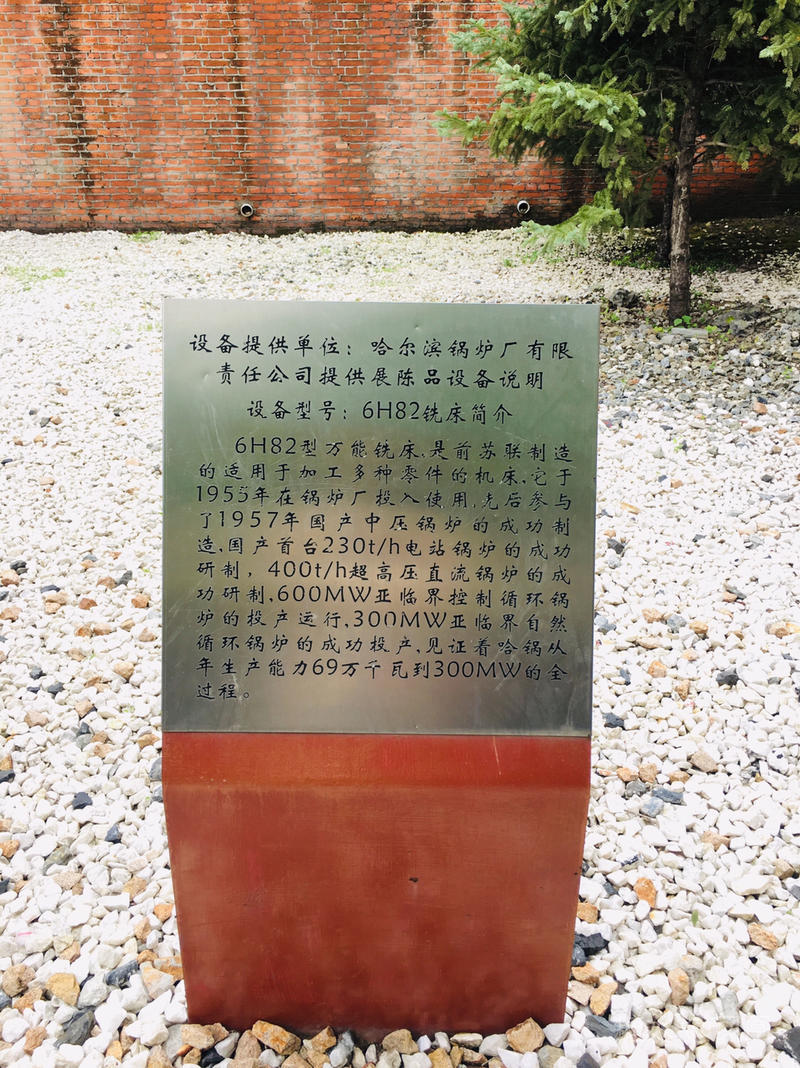 设备提供单位：哈尔滨锅炉厂有限
责任公司提供展陈品设备说明
设备型号：6H82铣床简介
6H82型万能铣床，是前苏联制造
的适用于加工多种零件的机床，它于
1955年在锅炉厂投入使用，先后参与
了1957年国产中压锅炉的成功制
造，国产首台230t/h电站锅炉的成功
研制，400t/h超高压直流锅炉的成
功研制，600MW亚临界控制循环锅
炉的投产运行，300MW亚临界自然
循环锅炉的成功投产，见证着哈锅从
年生产能力69万千瓦到300MW的全
过程。